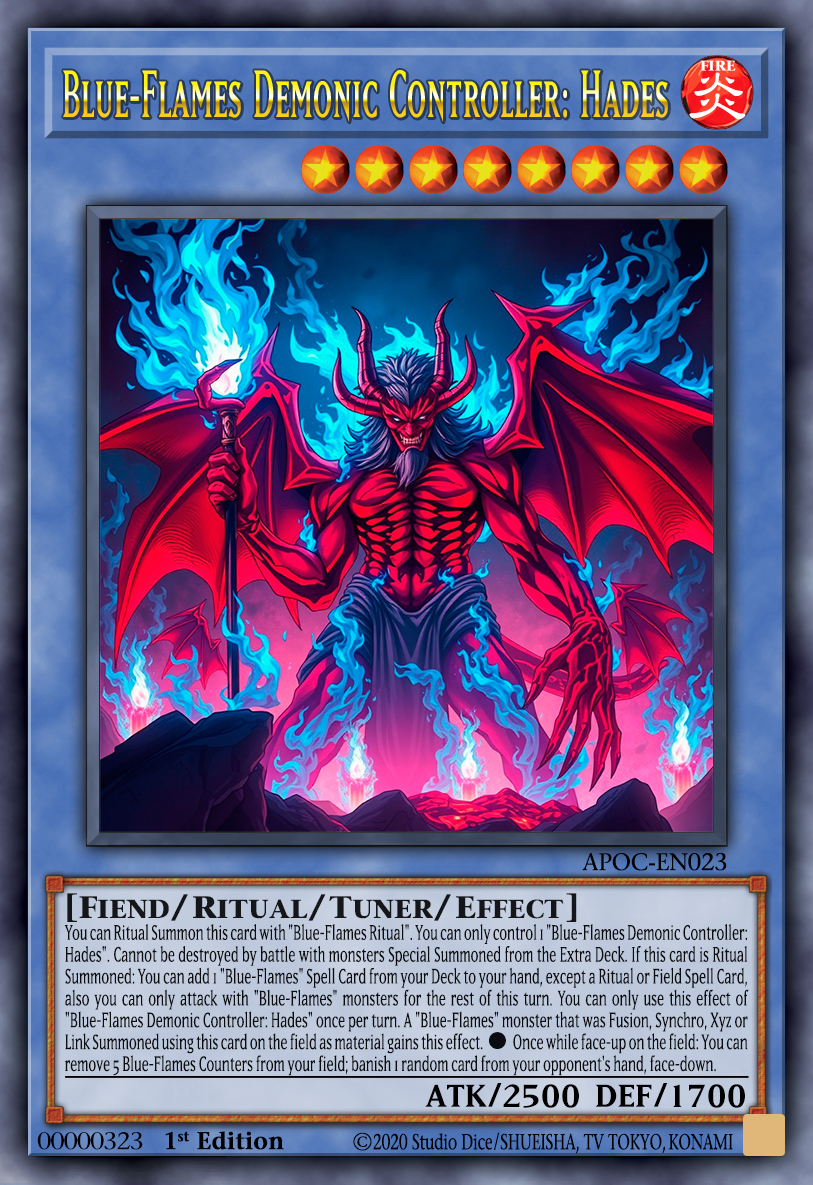 Blue-Flames Demonic Controller: Hades
FIRE
炎
APOC-EN023
[Fiend/Ritual/Tuner/Effect]
You can Ritual Summon this card with "Blue-Flames Ritual". You can only control 1 "Blue-Flames Demonic Controller:
Hades". Cannot be destroyed by battle with monsters Special Summoned from the Extra Deck. If this card is Ritual
Summoned: You can add 1 "Blue-Flames" Spell Card from your Deck to your hand, except a Ritual or Field Spell Card,
also you can only attack with "Blue-Flames" monsters for the rest of this turn. You can only use this effect of
"Blue-Flames Demonic Controller: Hades" once per turn. A "Blue-Flames" monster that was Fusion, Synchro, Xyz or
Link Summoned using this card on the field as material gains this effect. ● Once while face-up on the field: You can
remove 5 Blue-Flames Counters from your field; banish 1 random card from your opponent's hand, face-down.
ATK/2500 DEF/1700
00000323 1st Edition ©2020 Studio Dice/SHUEISHA, TV TOKYO, KONAMI